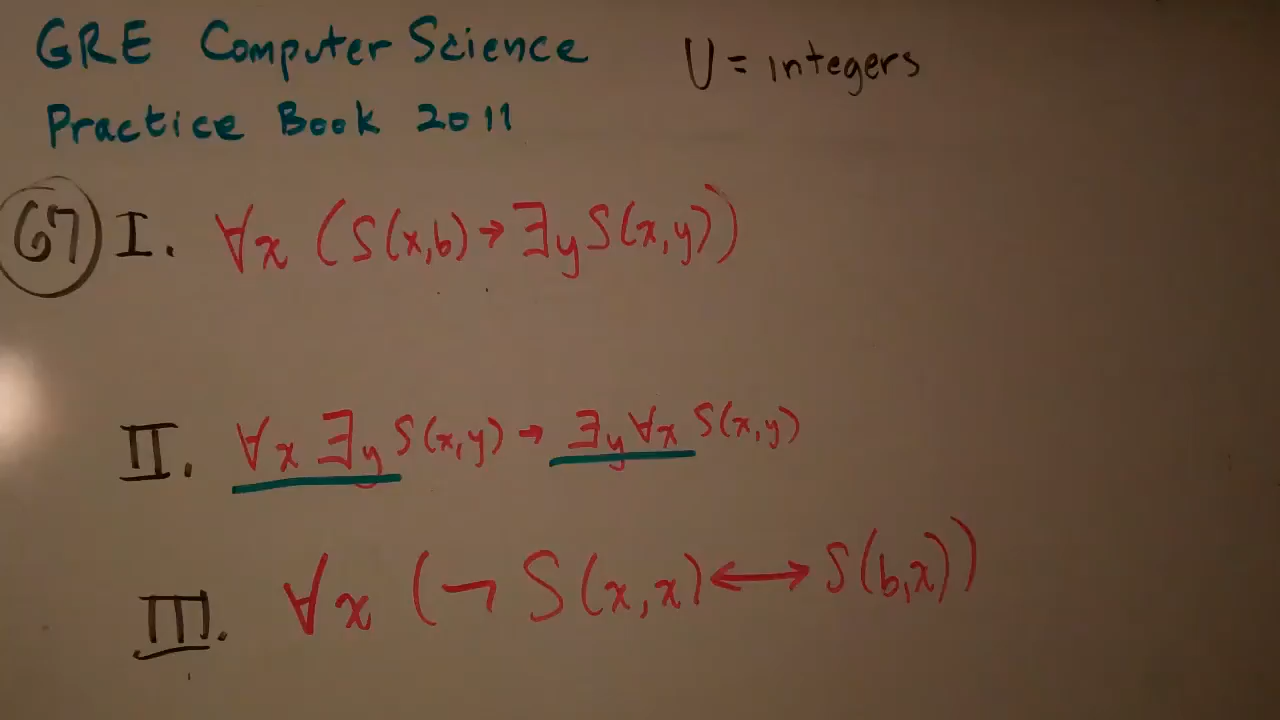 GRE Computer Science
U = integers
Practice Book 2011
67 I. ∀x (S(x,b) → ∃y S(x,y))
II. ∀x ∃y S(x,y) → ∃y ∀x S(x,y)
III. ∀x (¬ S(x,x) ⟷ S(b,x))